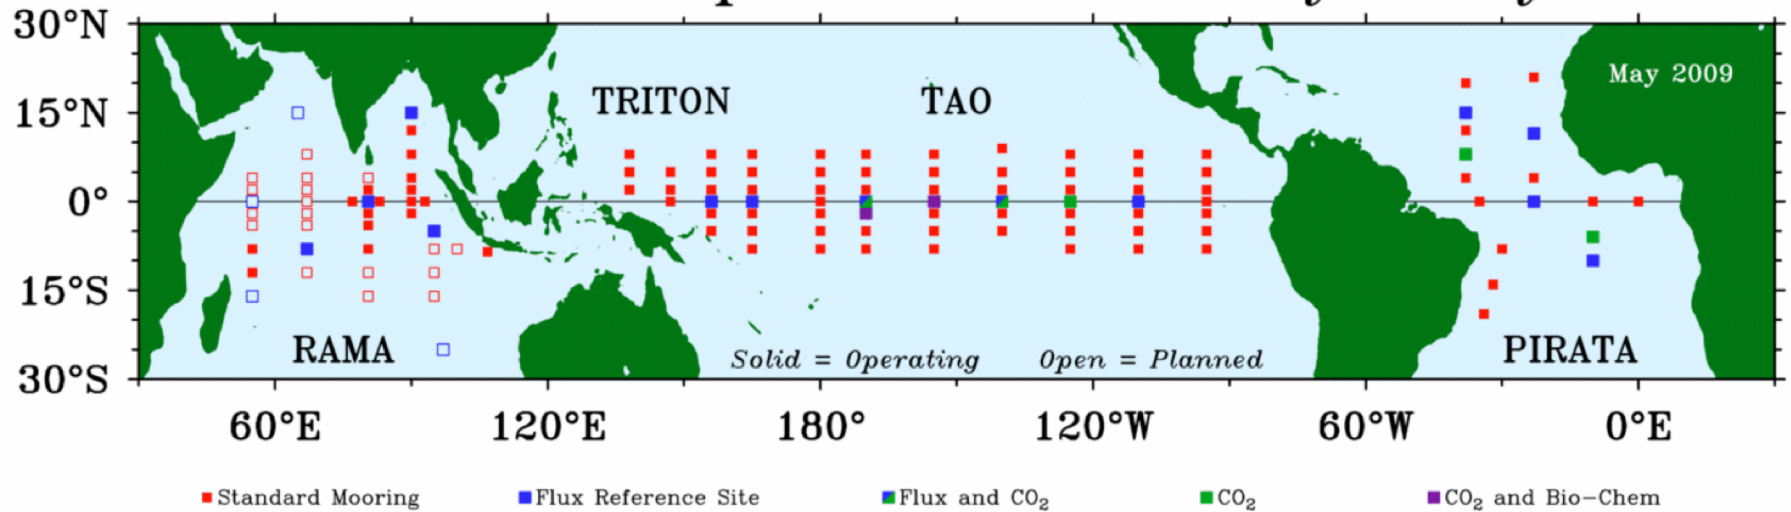 30°N
May 2009
TRITON TAO
15°N
0°
15°S
RAMA PIRATA
Solid = Operating Open = Planned
30°S
60°E 120°E 180° 120°W 60°W 0°E
Standard Mooring Flux Reference Site Flux and CO₂ CO₂ CO₂ and Bio-Chem